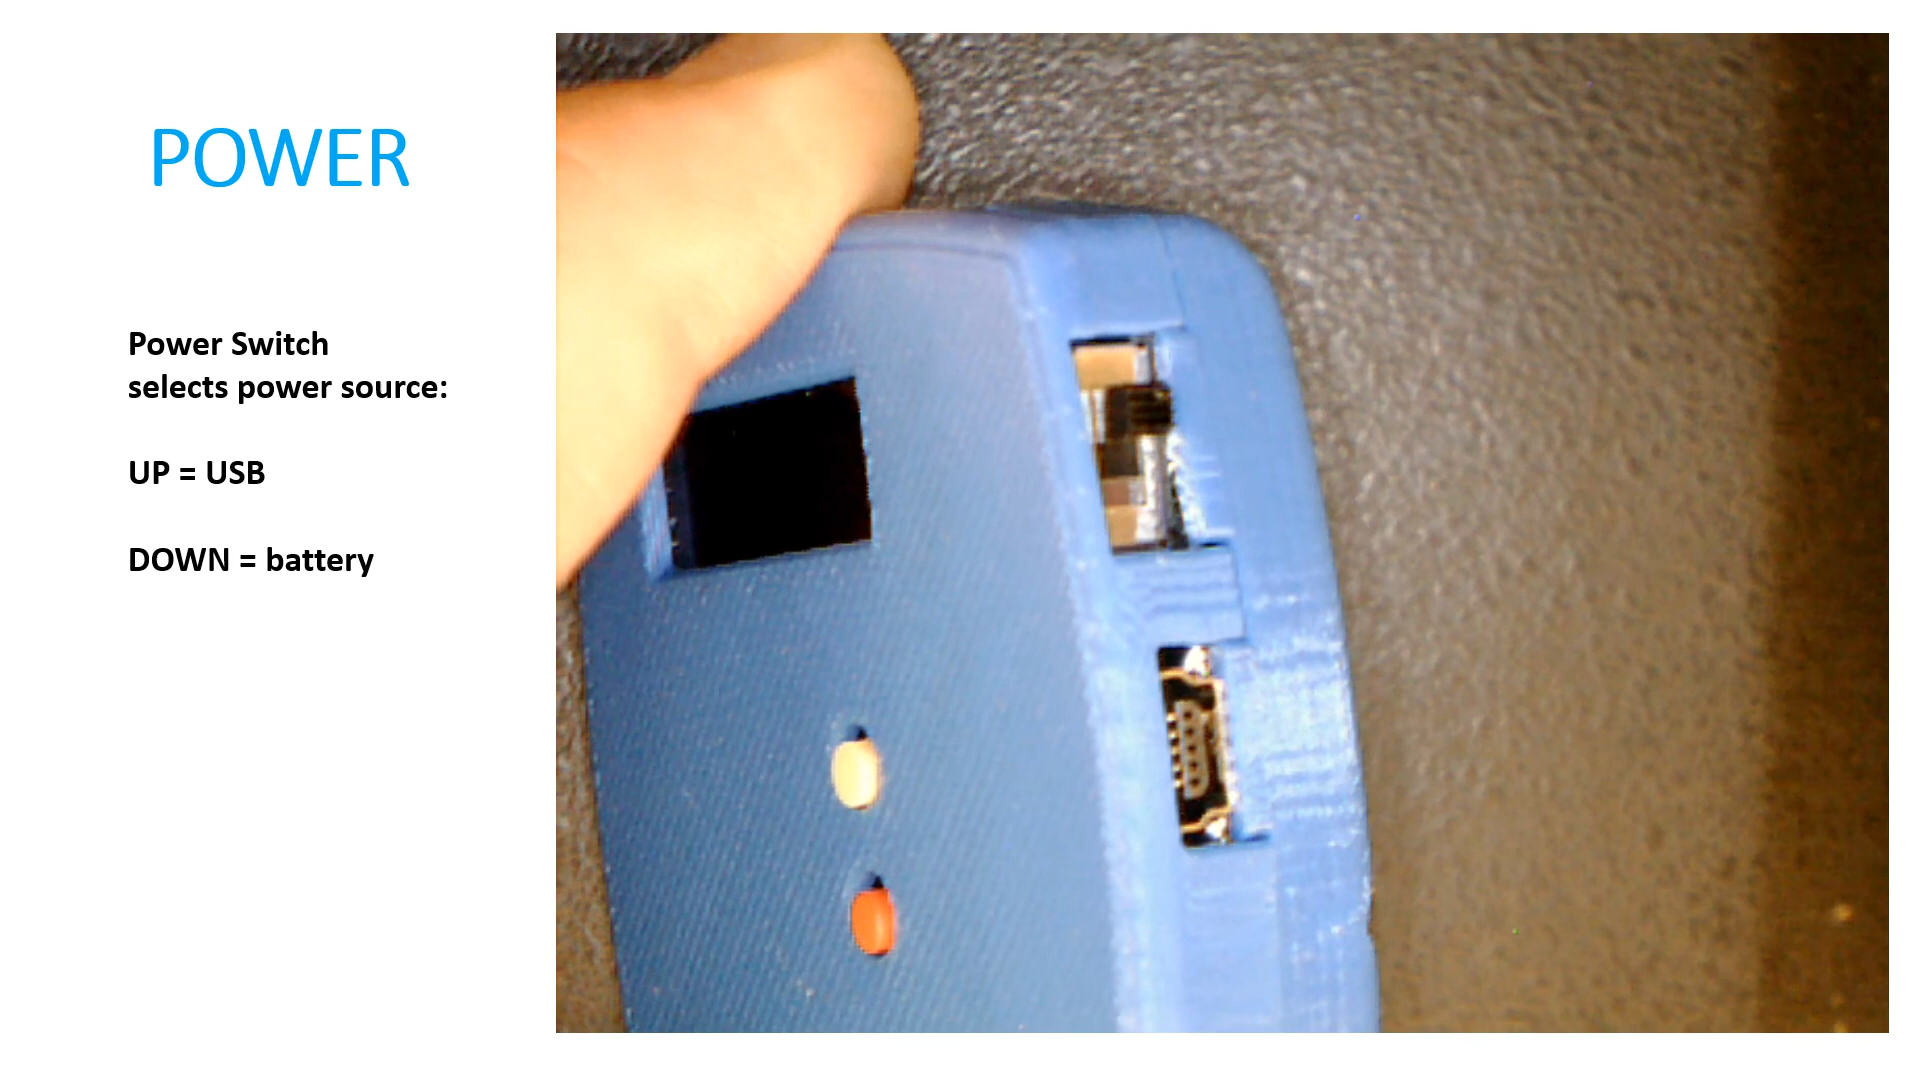 POWER
Power Switch
selects power source:
UP = USB
DOWN = battery